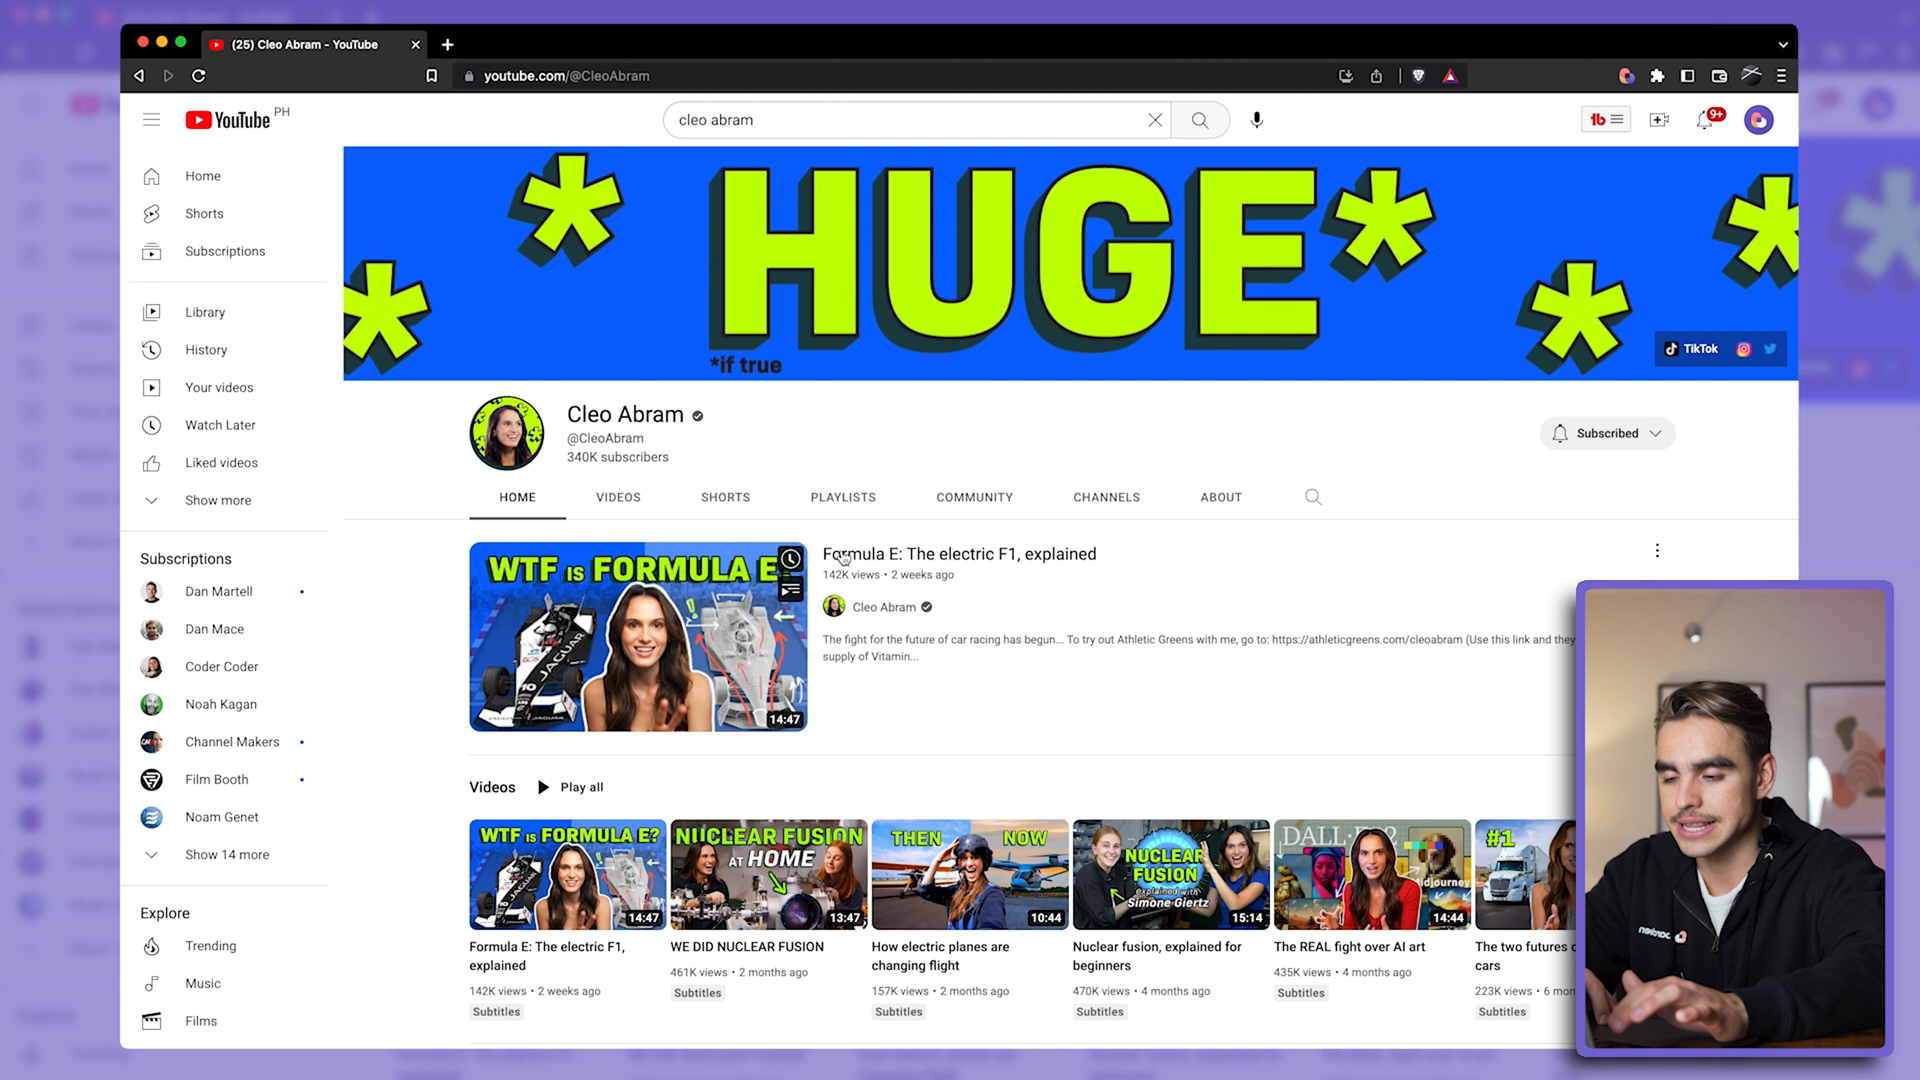 (25) Cleo Abram - YouTube
youtube.com/@CleoAbram
YouTube PH
cleo abram
9+
Home
Shorts
Subscriptions
Library
History
Your videos
Watch Later
Liked videos
Show more
Subscriptions
Dan Martell
Dan Mace
Coder Coder
Noah Kagan
Channel Makers
Film Booth
Noam Genet
Show 14 more
Explore
Trending
Music
Films
* HUGE*
*if true
TikTok
Cleo Abram
@CleoAbram
340K subscribers
Subscribed
HOME VIDEOS SHORTS PLAYLISTS COMMUNITY CHANNELS ABOUT
WTF IS FORMULA E?
JAGUAR
14:47
Formula E: The electric F1, explained
142K views • 2 weeks ago
Cleo Abram
The fight for the future of car racing has begun... To try out Athletic Greens with me, go to: https://athleticgreens.com/cleoabram (Use this link and they
supply of Vitamin...
Videos Play all
WTF IS FORMULA E?
14:47
Formula E: The electric F1,
explained
142K views • 2 weeks ago
Subtitles
NUCLEAR FUSION
AT HOME
13:47
WE DID NUCLEAR FUSION
461K views • 2 months ago
Subtitles
THEN NOW
10:44
How electric planes are
changing flight
157K views • 2 months ago
Subtitles
NUCLEAR
FUSION
explained with
Simone Giertz
15:14
Nuclear fusion, explained for
beginners
470K views • 4 months ago
Subtitles
DALL·E 2
Midjourney
14:44
The REAL fight over AI art
435K views • 4 months ago
Subtitles
#1
The two futures
cars
223K views • 6 mon
Subtitles